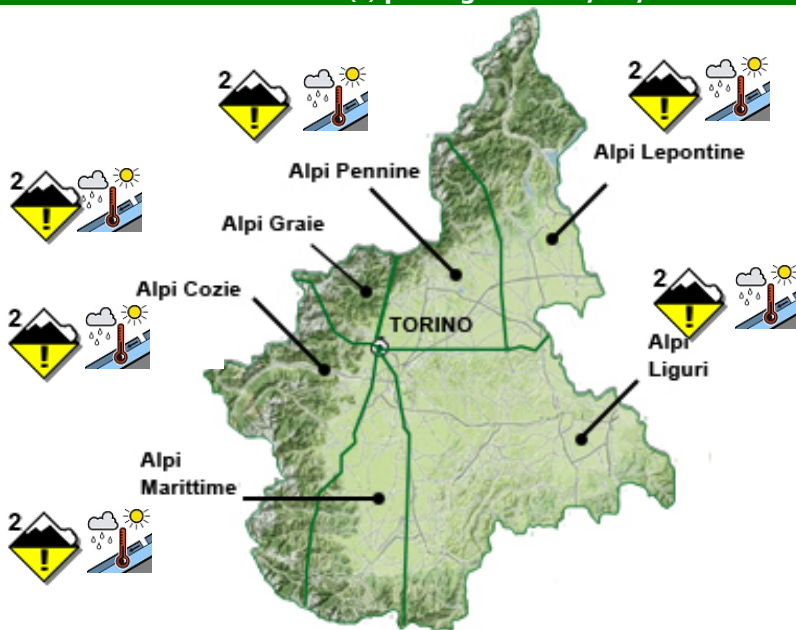 2
2
Alpi Lepontine
Alpi Pennine
2
Alpi Graie
2
Alpi Cozie
2
TORINO
Alpi
Liguri
Alpi
Marittime
2